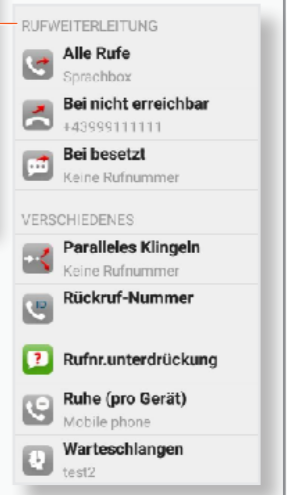 RUFWEITERLEITUNG
Alle Rufe
Sprachbox
Bei nicht erreichbar
+43999111111
Bei besetzt
Keine Rufnummer
VERSCHIEDENES
Paralleles Klingeln
Keine Rufnummer
Rückruf-Nummer
Rufnr.unterdrückung
Ruhe (pro Gerät)
Mobile phone
Warteschlangen
test2